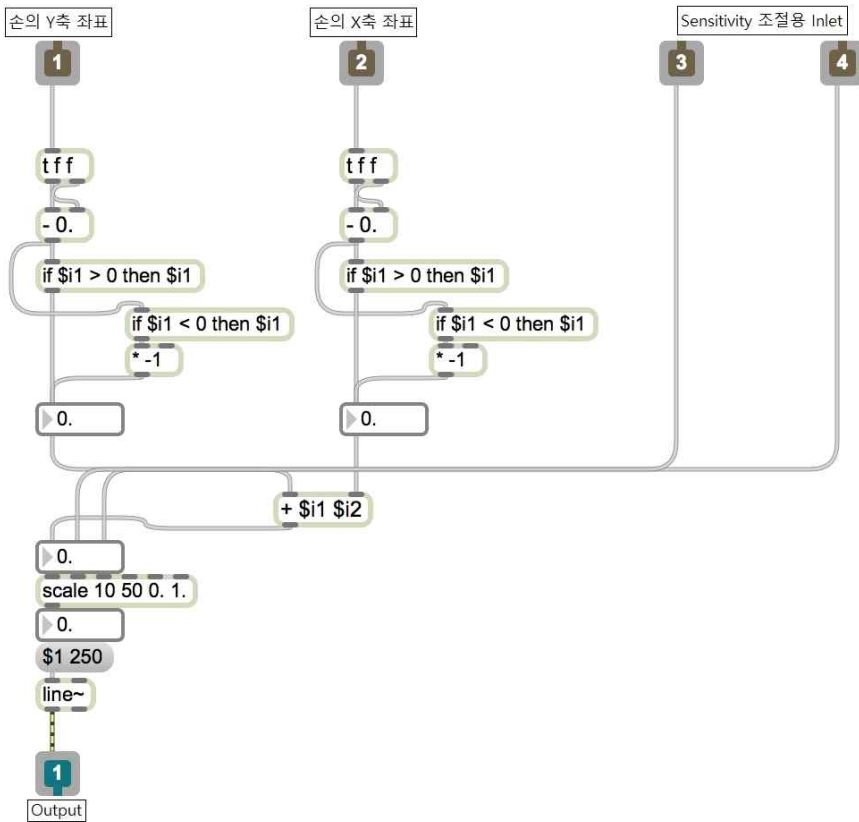 손의 Y축 좌표
손의 X축 좌표
Sensitivity 조절용 Inlet
1
2
3
4
t f f
t f f
- 0.
- 0.
if $i1 > 0 then $i1
if $i1 > 0 then $i1
if $i1 < 0 then $i1
if $i1 < 0 then $i1
* -1
* -1
0.
0.
+ $i1 $i2
0.
scale 10 50 0. 1.
0.
$1 250
line~
1
Output